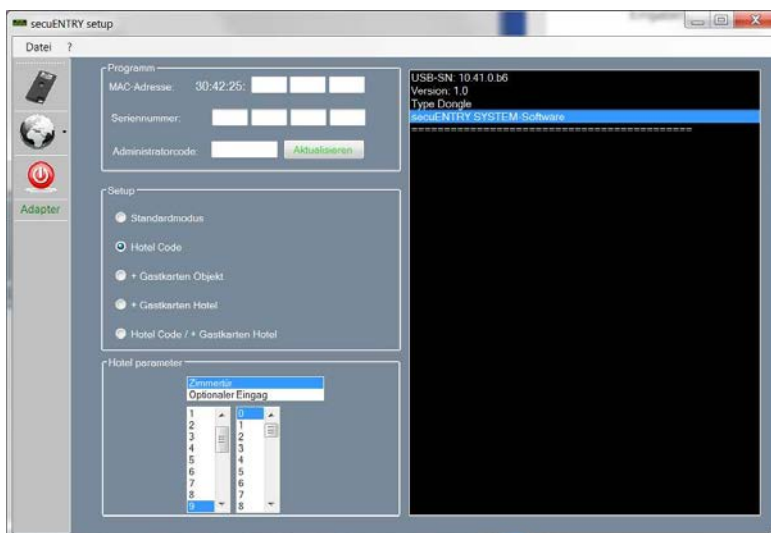 secuENTRY setup
Datei ?
Programm
MAC-Adresse: 30:42:25:
Seriennummer:
Administratorcode: Aktualisieren
Adapter
Setup
Standardmodus
Hotel Code
+ Gastkarten Objekt
+ Gastkarten Hotel
Hotel Code / + Gastkarten Hotel
Hotel parameter
Zimmertür
Optionaler Eingag
1
2
3
4
5
6
7
8
9
0
1
2
3
4
5
6
7
8
USB-SN: 10.41.0.b6
Version: 1,0
Type Dongle
secuENTRY SYSTEM-Software
===========================================